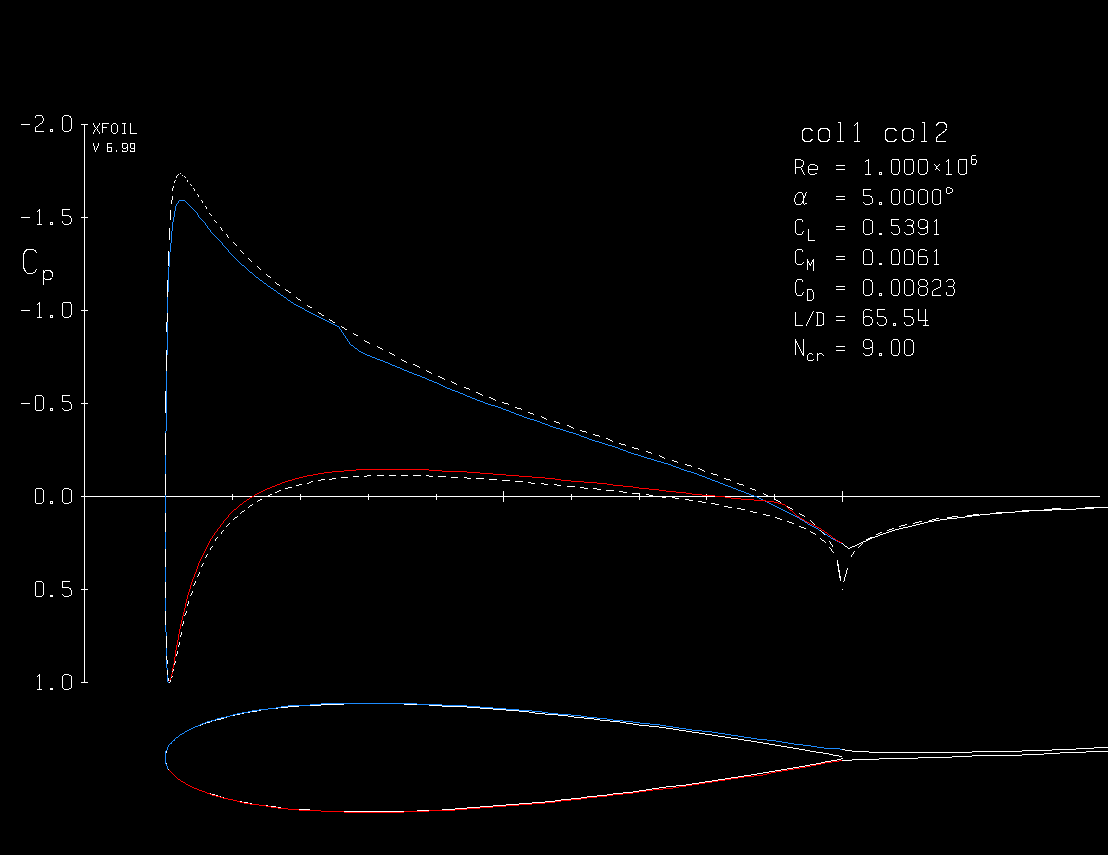 -2.0
XFOIL
V 6.99
-1.5
Cp
-1.0
-0.5
0.0
0.5
1.0
col1 col2
Re = 1.000×10⁶
α = 5.0000°
CL = 0.5391
CM = 0.0061
CD = 0.00823
L/D = 65.54
Ncr = 9.00